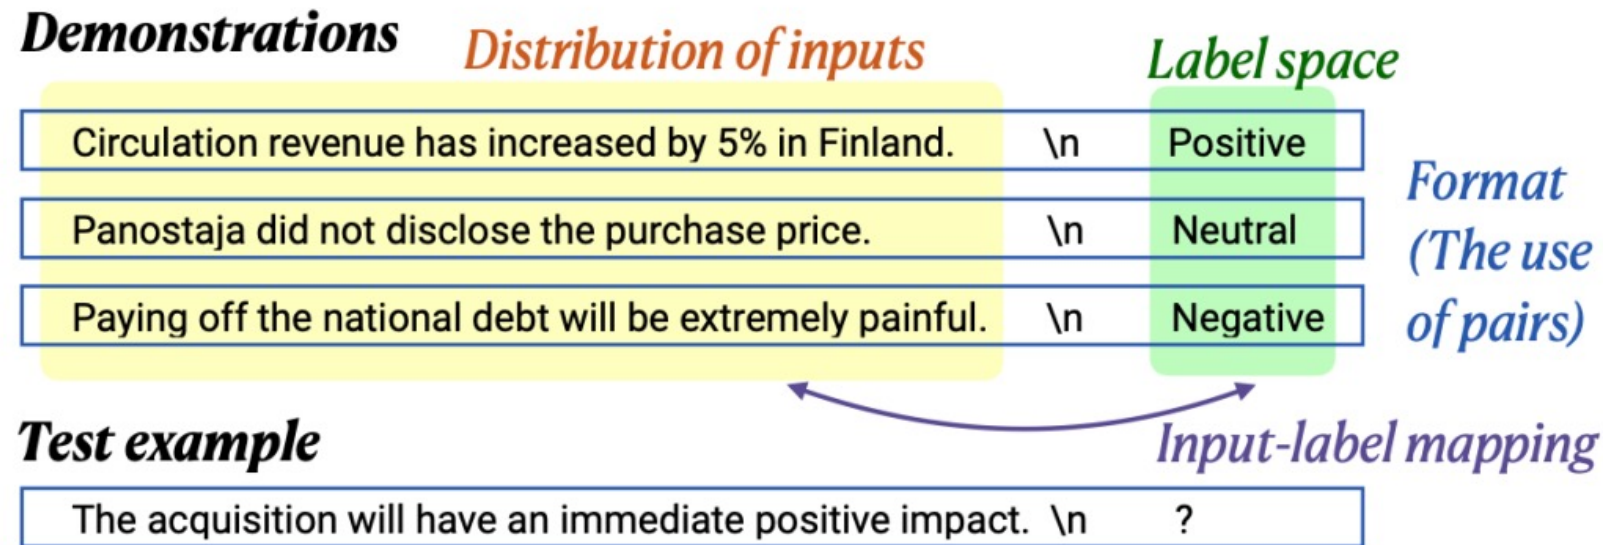 Demonstrations
Distribution of inputs
Label space
Circulation revenue has increased by 5% in Finland. \n Positive
Panostaja did not disclose the purchase price. \n Neutral
Paying off the national debt will be extremely painful. \n Negative
Format
(The use
of pairs)
Test example
Input-label mapping
The acquisition will have an immediate positive impact. \n ?